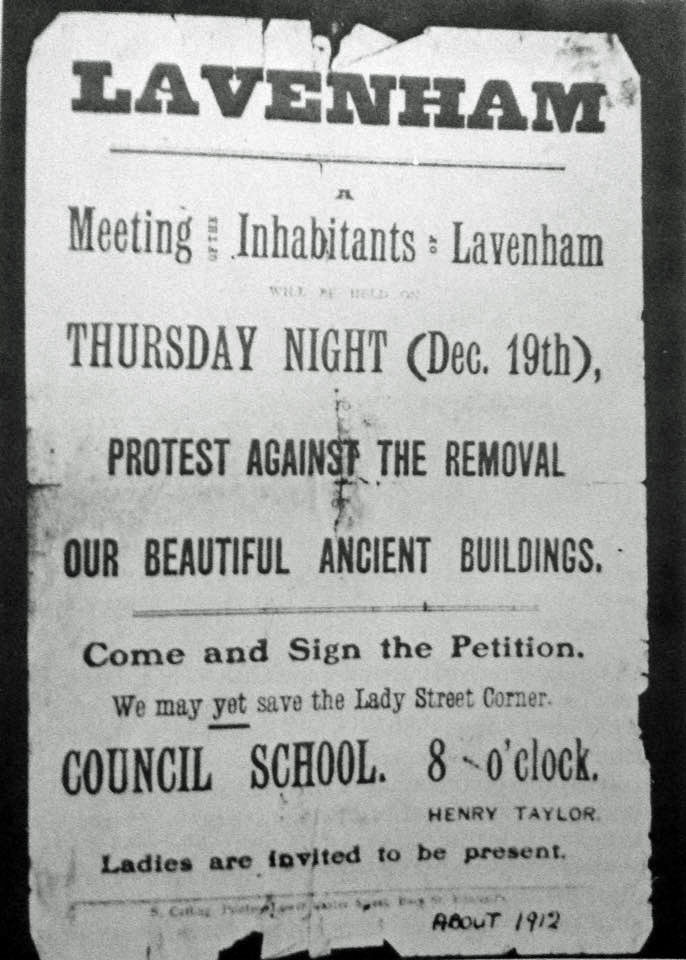 LAVENHAM
A
Meeting OF THE Inhabitants OF Lavenham
WILL BE HELD ON
THURSDAY NIGHT (Dec. 19th),
PROTEST AGAINST THE REMOVAL
OUR BEAUTIFUL ANCIENT BUILDINGS.
Come and Sign the Petition.
We may yet save the Lady Street Corner.
COUNCIL SCHOOL. 8 o'clock.
HENRY TAYLOR.
Ladies are invited to be present.
ABOUT 1912